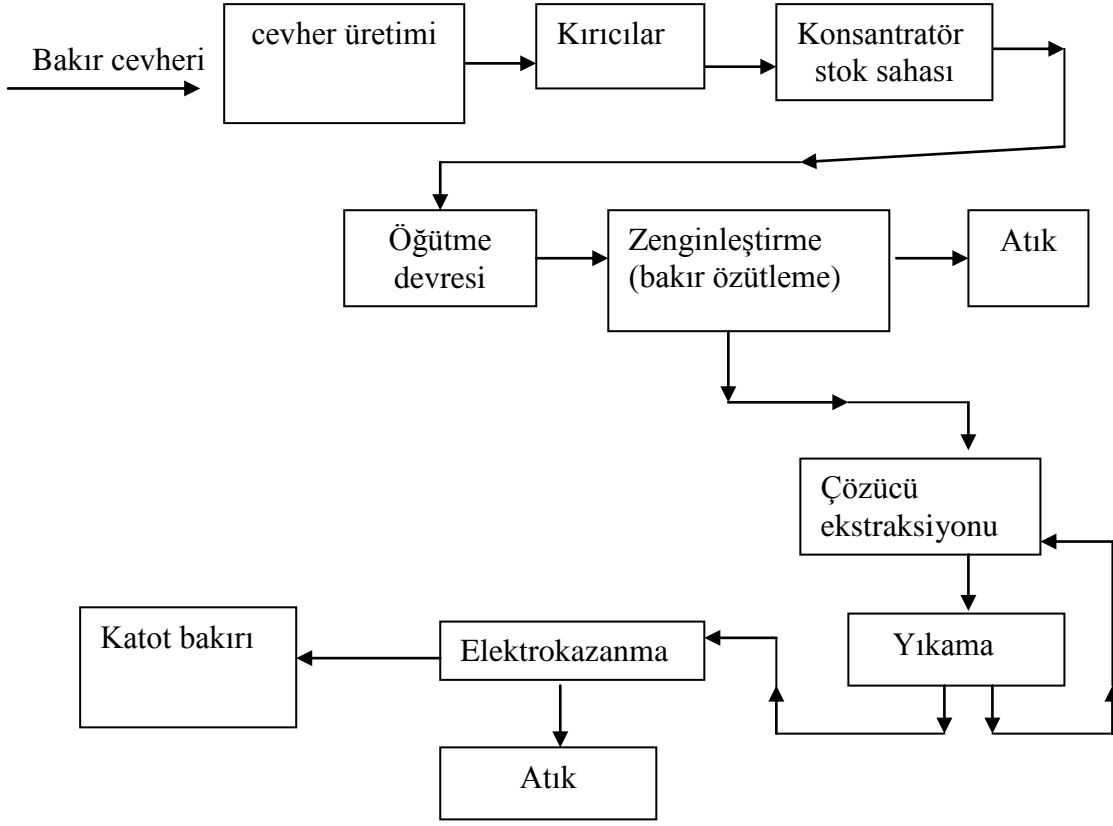 Bakır cevheri
cevher üretimi
Kırıcılar
Konsantratör
stok sahası
Öğütme
devresi
Zenginleştirme
(bakır özütleme)
Atık
Çözücü
ekstraksiyonu
Yıkama
Elektrokazanma
Katot bakırı
Atık